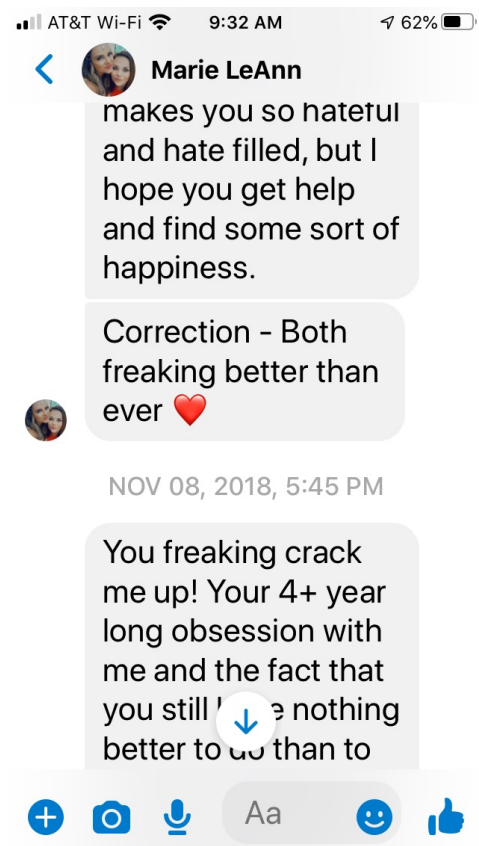 AT&T Wi-Fi 9:32 AM 62%
Marie LeAnn
makes you so hateful
and hate filled, but I
hope you get help
and find some sort of
happiness.
Correction - Both
freaking better than
ever ❤️
NOV 08, 2018, 5:45 PM
You freaking crack
me up! Your 4+ year
long obsession with
me and the fact that
you still nothing
better to do than to
Aa